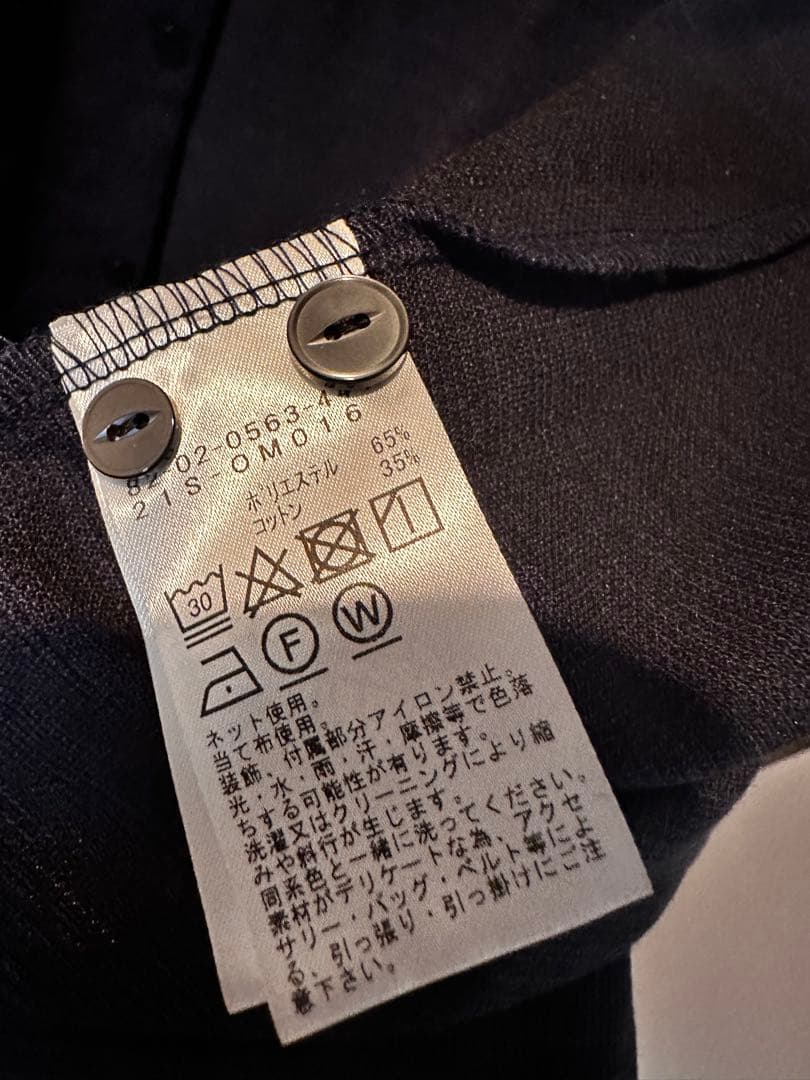 82-02-0563-4
21S-OM016
ポリエステル 65%
コットン 35%
30
F W
ネット使用。
当て布使用。
装飾、付属部分アイロン禁止。
光・水・雨・汗・摩擦等で色落
ちする可能性が有ります。
洗濯又はクリーニングにより縮
みや斜行が生じます。
同系色と一緒に洗ってください。
素材がデリケートな為、アクセ
サリー・バッグ・ベルト等によ
る、引っ張り・引っ掛けにご注
意下さい。